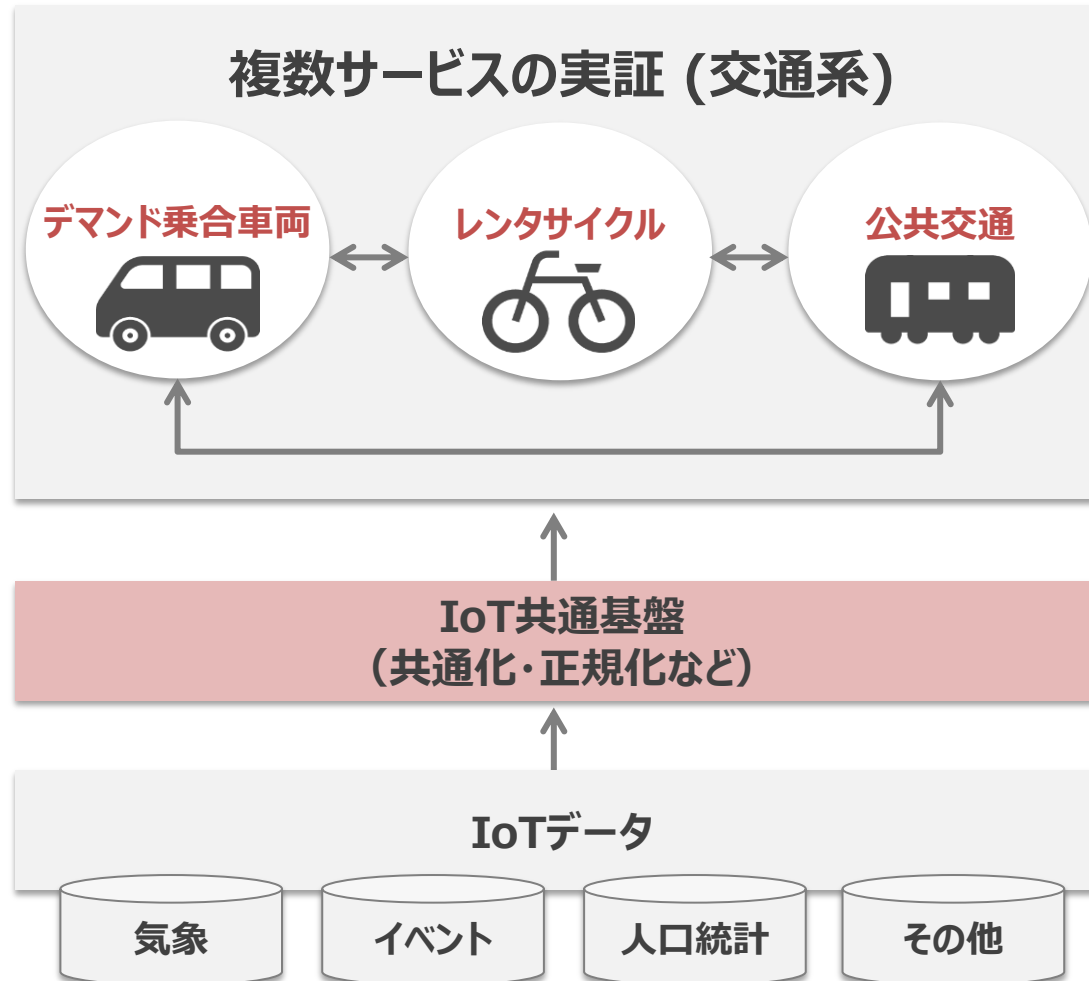 複数サービスの実証 (交通系)
デマンド乗合車両
レンタサイクル
公共交通
IoT共通基盤
（共通化・正規化など）
IoTデータ
気象
イベント
人口統計
その他